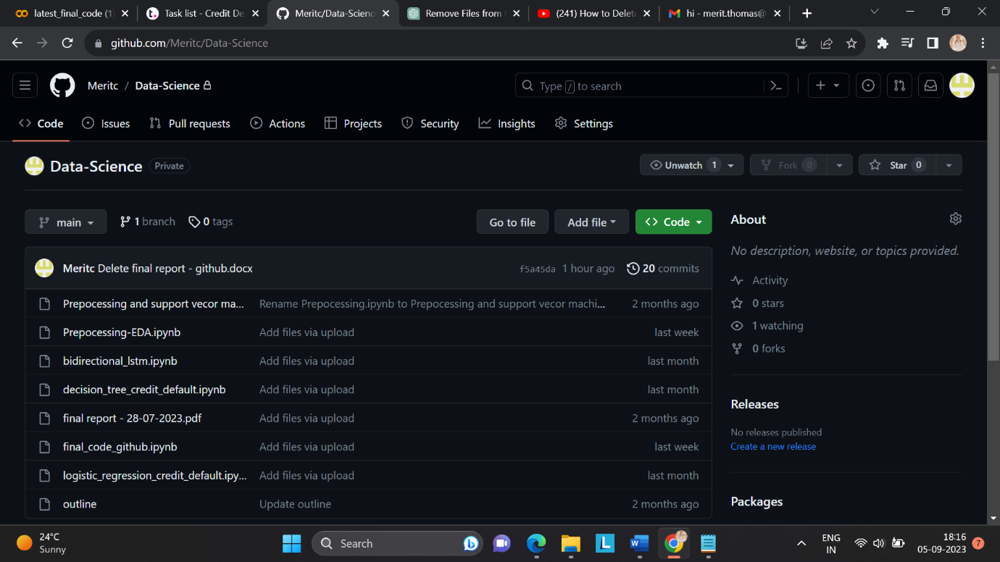 latest_final_code (1)
Task list - Credit De
Meritc/Data-Science
Remove Files from
(241) How to Delete
hi - merit.thomas@
github.com/Meritc/Data-Science
Meritc / Data-Science
Type / to search
Code
Issues
Pull requests
Actions
Projects
Security
Insights
Settings
Data-Science Private
Unwatch 1
Fork 0
Star 0
main
1 branch
0 tags
Go to file
Add file
Code
About
No description, website, or topics provided.
Meritc Delete final report - github.docx f5a45da 1 hour ago 20 commits
Prepocessing and support vecor ma... Rename Prepocessing.ipynb to Prepocessing and support vecor machi... 2 months ago
Prepocessing-EDA.ipynb Add files via upload last week
bidirectional_lstm.ipynb Add files via upload last month
decision_tree_credit_default.ipynb Add files via upload last month
final report - 28-07-2023.pdf Add files via upload 2 months ago
final_code_github.ipynb Add files via upload last week
logistic_regression_credit_default.ipy... Add files via upload last month
outline Update outline 2 months ago
Activity
0 stars
1 watching
0 forks
Releases
No releases published
Create a new release
Packages
24°C
Sunny
Search
L
W
ENG
IN
18:16
05-09-2023
7